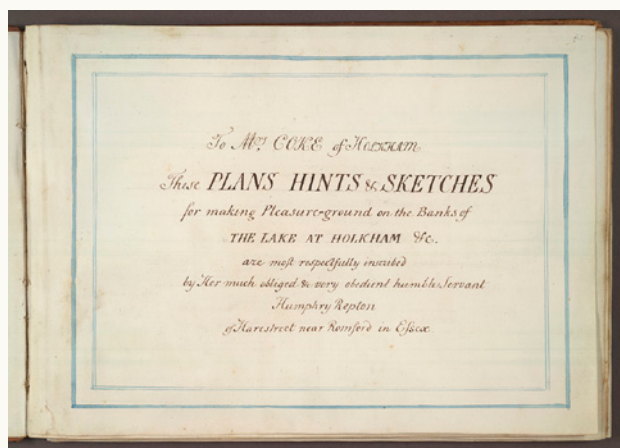 To Mrs. COKE of HOLKHAM
These PLANS HINTS & SKETCHES
for making Pleasure-ground on the Banks of
THE LAKE AT HOLKHAM &c.
are most respectfully inscribed
by Her much obliged & very obedient humble Servant
Humphry Repton
of Harestreet near Romford in Essex